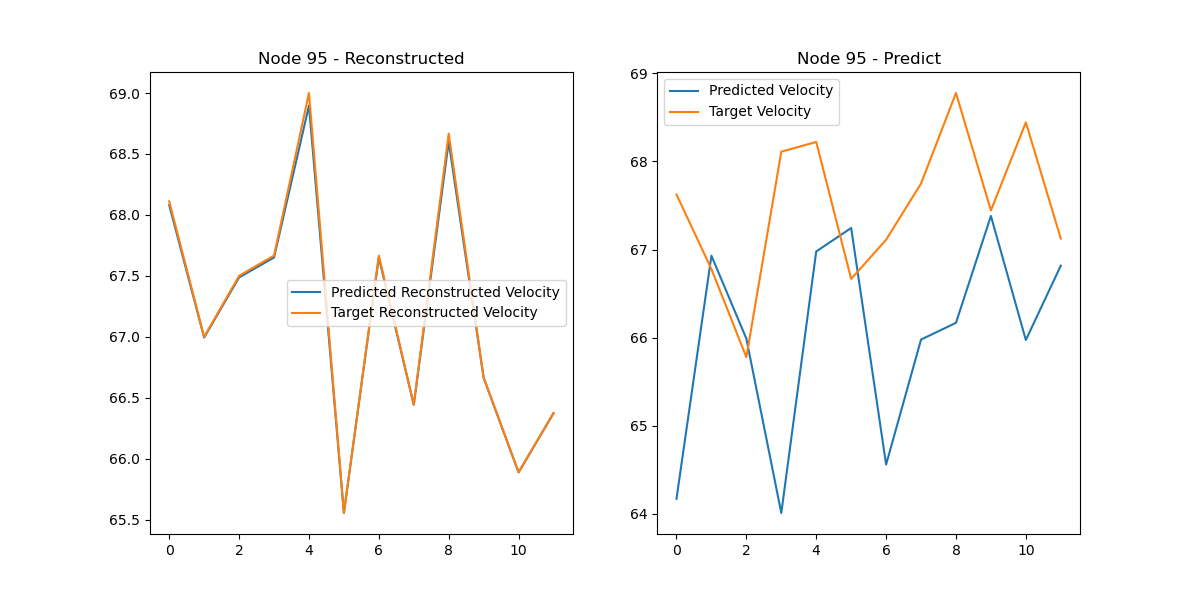 Node 95 - Reconstructed
69.0
68.5
68.0
67.5
67.0
66.5
66.0
65.5
0 2 4 6 8 10
Predicted Reconstructed Velocity
Target Reconstructed Velocity
Node 95 - Predict
69
68
67
66
65
64
0 2 4 6 8 10
Predicted Velocity
Target Velocity